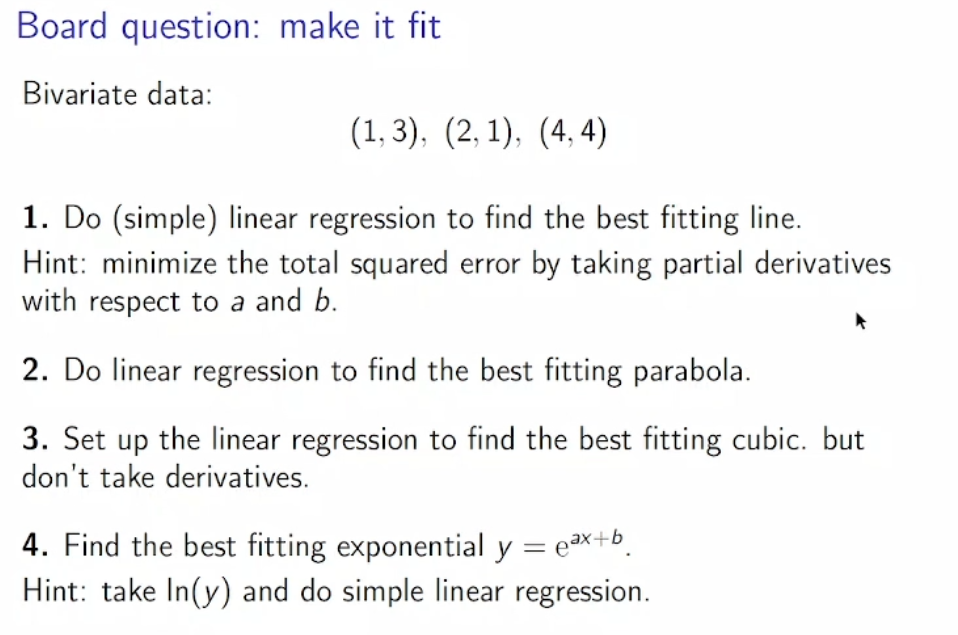 Board question: make it fit
Bivariate data:
(1, 3), (2, 1), (4, 4)
1. Do (simple) linear regression to find the best fitting line.
Hint: minimize the total squared error by taking partial derivatives
with respect to a and b.
2. Do linear regression to find the best fitting parabola.
3. Set up the linear regression to find the best fitting cubic. but
don't take derivatives.
4. Find the best fitting exponential y = e^{ax+b}.
Hint: take ln(y) and do simple linear regression.